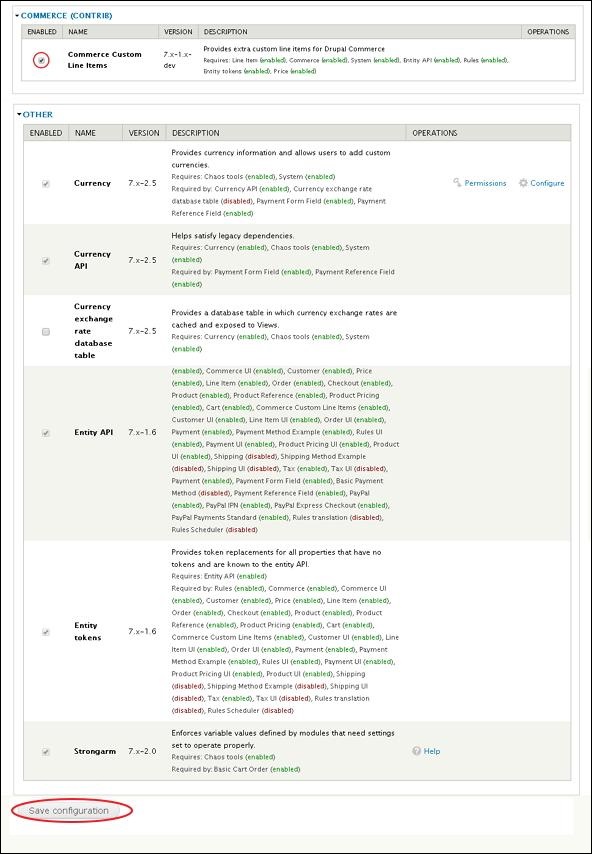 COMMERCE (CONTRIB)
ENABLED NAME VERSION DESCRIPTION OPERATIONS
Commerce Custom
Line Items
7.x-1.x-
dev
Provides extra custom line items for Drupal Commerce
Requires: Line Item (enabled), Commerce (enabled), System (enabled), Entity API (enabled), Rules (enabled),
Entity tokens (enabled), Price (enabled)
OTHER
ENABLED NAME VERSION DESCRIPTION OPERATIONS
Currency
7.x-2.5
Provides currency information and allows users to add custom
currencies.
Requires: Chaos tools (enabled), System (enabled)
Required by: Currency API (enabled), Currency exchange rate
database table (disabled), Payment Form Field (enabled), Payment
Reference Field (enabled)
Permissions Configure
Currency
API
7.x-2.5
Helps satisfy legacy dependencies.
Requires: Currency (enabled), Chaos tools (enabled), System
(enabled)
Required by: Payment Form Field (enabled), Payment Reference Field
(enabled)
Currency
exchange
rate
database
table
7.x-2.5
Provides a database table in which currency exchange rates are
cached and exposed to Views.
Requires: Currency (enabled), Chaos tools (enabled), System
(enabled)
Entity API
7.x-1.6
(enabled), Commerce UI (enabled), Customer (enabled), Price
(enabled), Line Item (enabled), Order (enabled), Checkout (enabled),
Product (enabled), Product Reference (enabled), Product Pricing
(enabled), Cart (enabled), Commerce Custom Line Items (enabled),
Customer UI (enabled), Line Item UI (enabled), Order UI (enabled),
Payment (enabled), Payment Method Example (enabled), Rules UI
(enabled), Payment UI (enabled), Product Pricing UI (enabled), Product
UI (enabled), Shipping (disabled), Shipping Method Example
(disabled), Shipping UI (disabled), Tax (enabled), Tax UI (disabled),
Payment (enabled), Payment Form Field (enabled), Basic Payment
Method (disabled), Payment Reference Field (enabled), PayPal
(enabled), PayPal IPN (enabled), PayPal Express Checkout (enabled),
PayPal Payments Standard (enabled), Rules translation (disabled),
Rules Scheduler (disabled)
Entity
tokens
7.x-1.6
Provides token replacements for all properties that have no
tokens and are known to the entity API.
Requires: Entity API (enabled)
Required by: Rules (enabled), Commerce (enabled), Commerce UI
(enabled), Customer (enabled), Price (enabled), Line Item (enabled),
Order (enabled), Checkout (enabled), Product (enabled), Product
Reference (enabled), Product Pricing (enabled), Cart (enabled),
Commerce Custom Line Items (enabled), Customer UI (enabled), Line
Item UI (enabled), Order UI (enabled), Payment (enabled), Payment
Method Example (enabled), Rules UI (enabled), Payment UI (enabled),
Product Pricing UI (enabled), Product UI (enabled), Shipping
(disabled), Shipping Method Example (disabled), Shipping UI
(disabled), Tax (enabled), Tax UI (disabled), Rules translation
(disabled), Rules Scheduler (disabled)
Strongarm
7.x-2.0
Enforces variable values defined by modules that need settings
set to operate properly.
Requires: Chaos tools (enabled)
Required by: Basic Cart Order (enabled)
Help
Save configuration